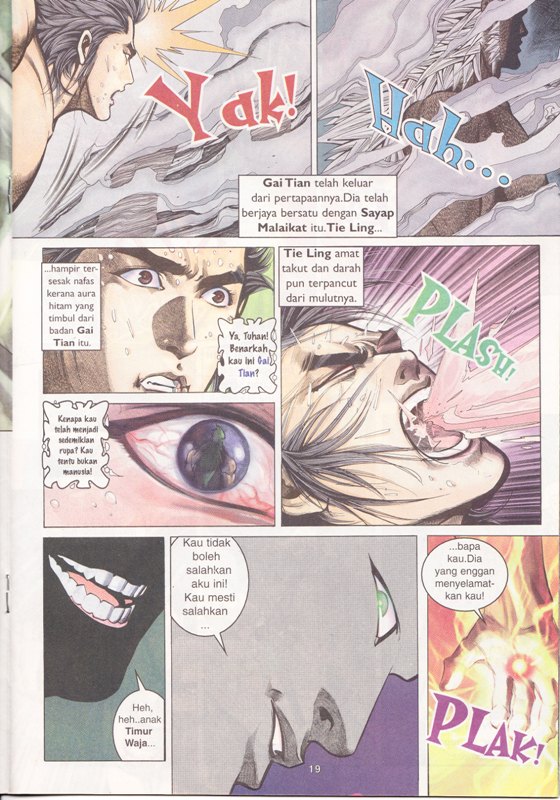 Yak!
Hah...
Gai Tian telah keluar
dari pertapaannya.Dia telah
berjaya bersatu dengan Sayap
Malaikat itu.Tie Ling...
...hampir ter-
sesak nafas
kerana aura
hitam yang
timbul dari
badan Gai
Tian itu.
Ya, Tuhan!
Benarkah
kau ini Gai
Tian?
Tie Ling amat
takut dan darah
pun terpancut
dari mulutnya.
PLASH!
Kenapa kau
telah menjadi
sedemikian
rupa? Kau
tentu bukan
manusia!
Heh,
heh..anak
Timur
Waja...
Kau tidak
boleh
salahkan
aku ini!
Kau mesti
salahkan
...
...bapa
kau.Dia
yang enggan
menyelamat-
kan kau!
PLAK!
19